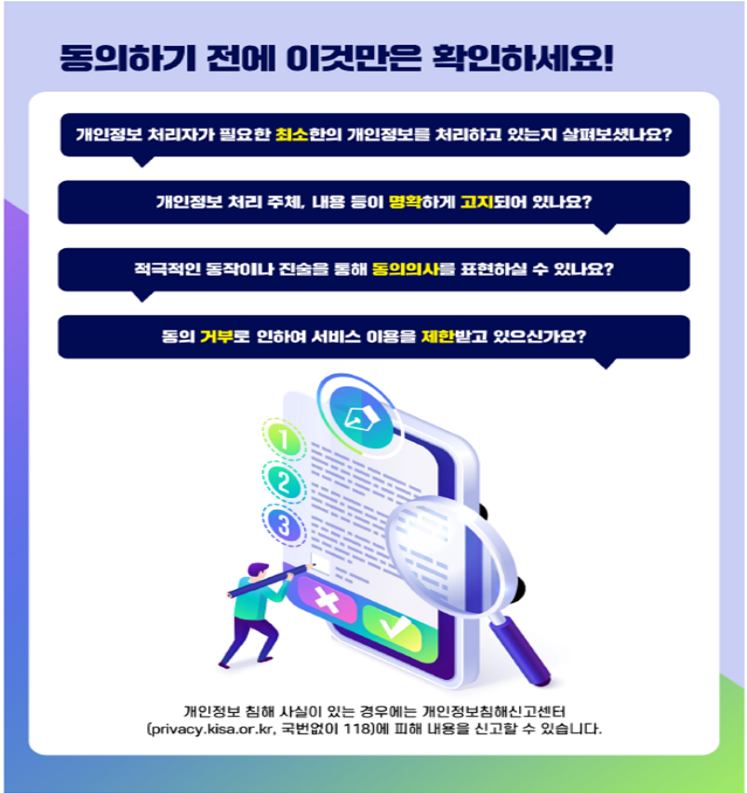 동의하기 전에 이것만은 확인하세요!
개인정보 처리자가 필요한 최소한의 개인정보를 처리하고 있는지 살펴보셨나요?
개인정보 처리 주체, 내용 등이 명확하게 고지되어 있나요?
적극적인 동작이나 진술을 통해 동의의사를 표현하실 수 있나요?
동의 거부로 인하여 서비스 이용을 제한받고 있으신가요?
1
2
3
개인정보 침해 사실이 있는 경우에는 개인정보침해신고센터
(privacy.kisa.or.kr, 국번없이 118)에 피해 내용을 신고할 수 있습니다.